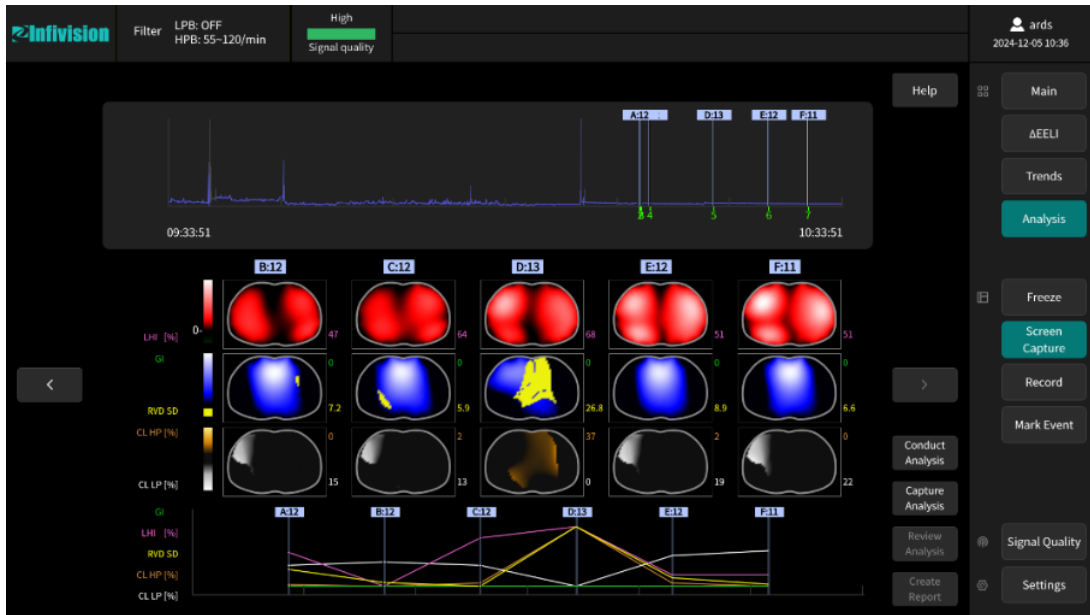 Infivision
Filter
LPB: OFF
HPB: 55~120/min
High
Signal quality
ards
2024-12-05 10:36
Help
Main
ΔEELI
Trends
Analysis
Freeze
Screen
Capture
Record
Mark Event
Signal Quality
Settings
A:12
D:13
E:12
F:11
4
5
6
7
09:33:51
10:33:51
B:12
C:12
D:13
E:12
F:11
0-
LHI [%]
47
64
68
51
51
GI
0
0
0
0
0
RVD SD
7.2
5.9
26.8
8.9
6.6
CL HP [%]
0
2
37
2
0
CL LP [%]
15
13
0
19
22
<
>
Conduct
Analysis
Capture
Analysis
Review
Analysis
Create
Report
GI
LHI [%]
RVD SD
CL HP [%]
CL LP [%]
A:12
B:12
C:12
D:13
E:12
F:11